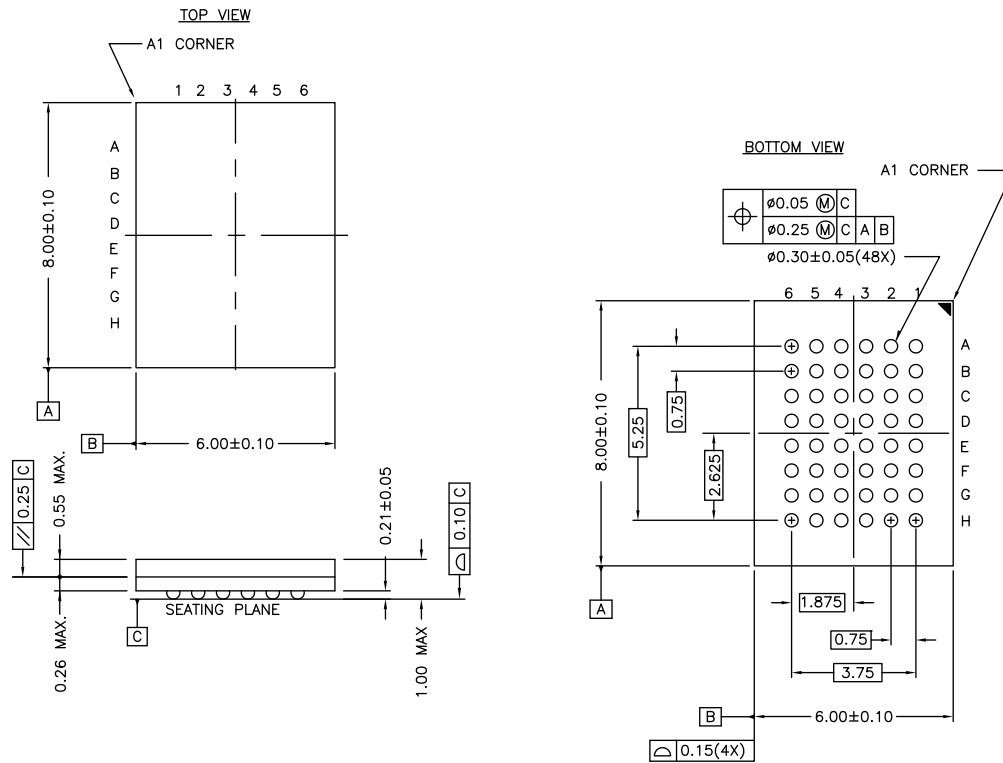 TOP VIEW
A1 CORNER
1 2 3 4 5 6
A
B
C
D
E
F
G
H
8.00±0.10
A
B
6.00±0.10
// 0.25 C
0.55 MAX.
0.26 MAX.
0.21±0.05
⌓ 0.10 C
SEATING PLANE
C
1.00 MAX
BOTTOM VIEW
A1 CORNER
⌖ ø0.05 Ⓜ C
ø0.25 Ⓜ C A B
ø0.30±0.05(48X)
6 5 4 3 2 1
A
B
C
D
E
F
G
H
8.00±0.10
5.25
0.75
2.625
A
1.875
0.75
3.75
B
6.00±0.10
⌓ 0.15(4X)